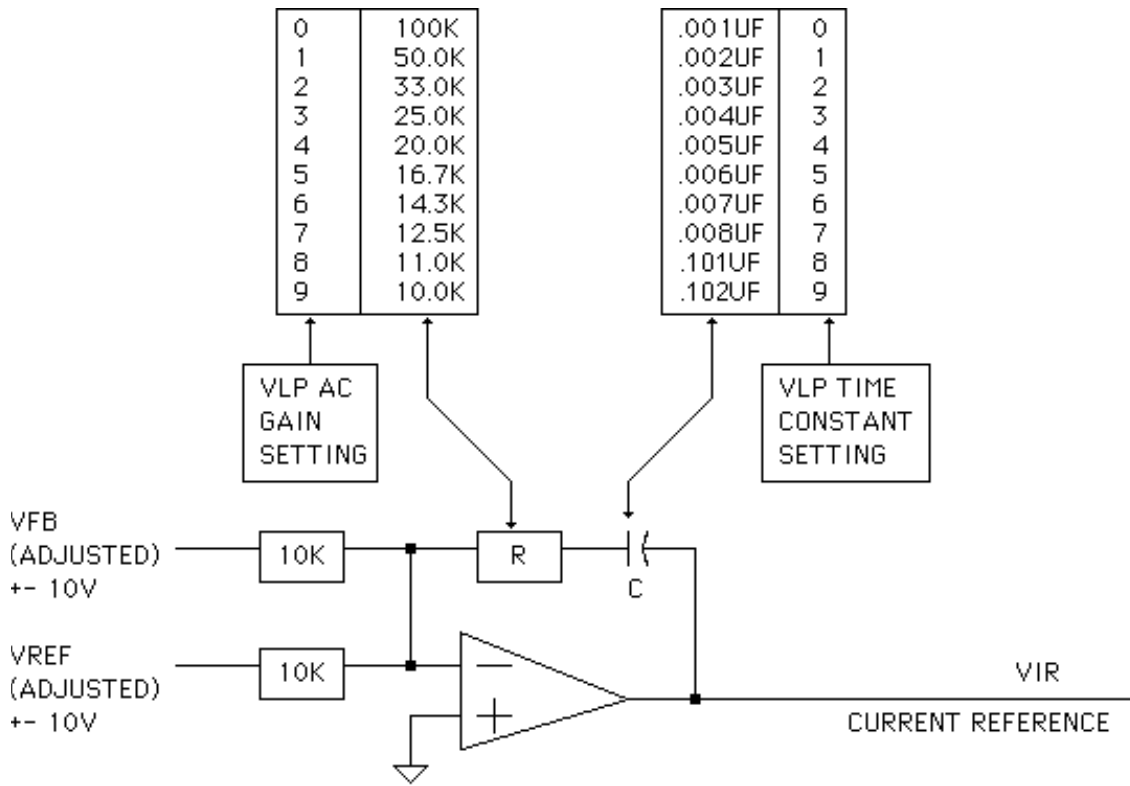 0 100K
1 50.0K
2 33.0K
3 25.0K
4 20.0K
5 16.7K
6 14.3K
7 12.5K
8 11.0K
9 10.0K
.001UF 0
.002UF 1
.003UF 2
.004UF 3
.005UF 4
.006UF 5
.007UF 6
.008UF 7
.101UF 8
.102UF 9
VLP AC
GAIN
SETTING
VLP TIME
CONSTANT
SETTING
VFB
(ADJUSTED)
+- 10V
10K
R
C
VREF
(ADJUSTED)
+- 10V
10K
VIR
CURRENT REFERENCE